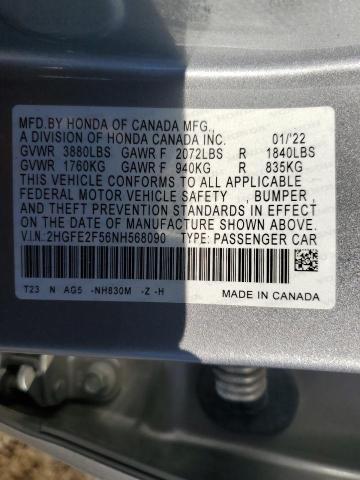 MFD.BY HONDA OF CANADA MFG.,
A DIVISION OF HONDA CANADA INC. 01/'22
GVWR 3880LBS GAWR F 2072LBS R 1840LBS
GVWR 1760KG GAWR F 940KG R 835KG
THIS VEHICLE CONFORMS TO ALL APPLICABLE
FEDERAL MOTOR VEHICLE SAFETY , BUMPER ,
AND THEFT PREVENTION STANDARDS IN EFFECT
ON THE DATE OF MANUFACTURE SHOWN ABOVE.
V.I.N. 2HGFE2F56NH568090 TYPE: PASSENGER CAR
T23 N AG5 -NH830M -Z -H
MADE IN CANADA